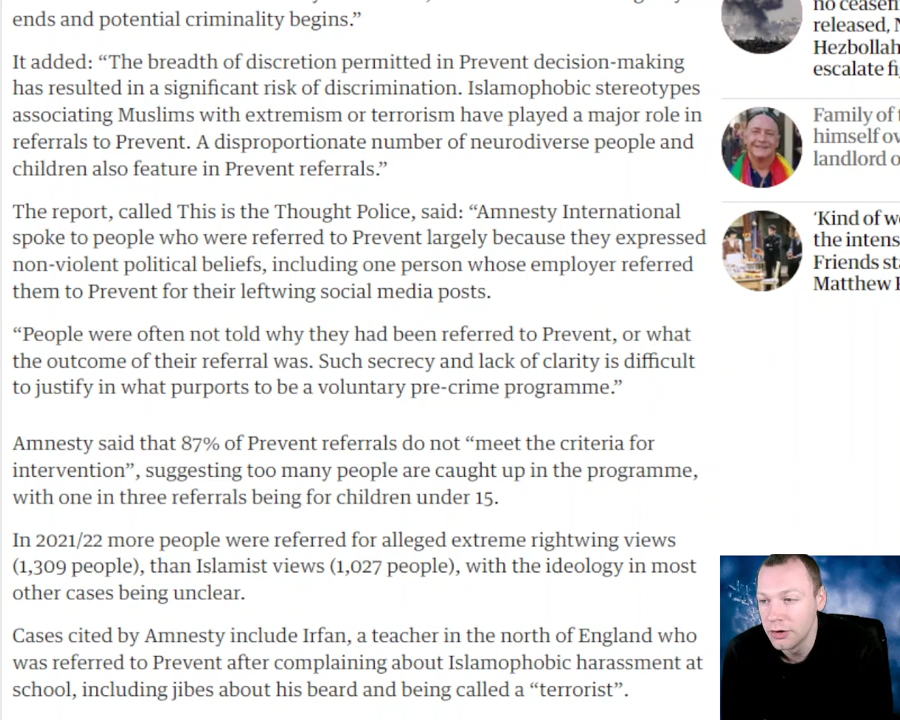 ends and potential criminality begins.”
It added: “The breadth of discretion permitted in Prevent decision-making
has resulted in a significant risk of discrimination. Islamophobic stereotypes
associating Muslims with extremism or terrorism have played a major role in
referrals to Prevent. A disproportionate number of neurodiverse people and
children also feature in Prevent referrals.”
The report, called This is the Thought Police, said: “Amnesty International
spoke to people who were referred to Prevent largely because they expressed
non-violent political beliefs, including one person whose employer referred
them to Prevent for their leftwing social media posts.
“People were often not told why they had been referred to Prevent, or what
the outcome of their referral was. Such secrecy and lack of clarity is difficult
to justify in what purports to be a voluntary pre-crime programme.”
Amnesty said that 87% of Prevent referrals do not “meet the criteria for
intervention”, suggesting too many people are caught up in the programme,
with one in three referrals being for children under 15.
In 2021/22 more people were referred for alleged extreme rightwing views
(1,309 people), than Islamist views (1,027 people), with the ideology in most
other cases being unclear.
Cases cited by Amnesty include Irfan, a teacher in the north of England who
was referred to Prevent after complaining about Islamophobic harassment at
school, including jibes about his beard and being called a “terrorist”.
no
released,
Hezbollah
escalate
Family of
himself
landlord
‘Kind of
the
Friends
Matthew